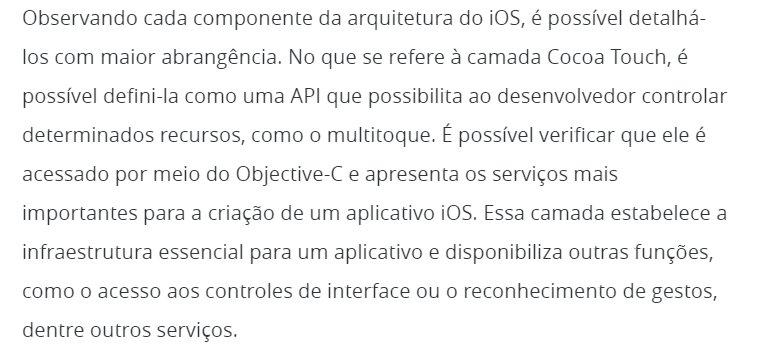 Observando cada componente da arquitetura do iOS, é possível detalhá-
los com maior abrangência. No que se refere à camada Cocoa Touch, é
possível defini-la como uma API que possibilita ao desenvolvedor controlar
determinados recursos, como o multitoque. É possível verificar que ele é
acessado por meio do Objective-C e apresenta os serviços mais
importantes para a criação de um aplicativo iOS. Essa camada estabelece a
infraestrutura essencial para um aplicativo e disponibiliza outras funções,
como o acesso aos controles de interface ou o reconhecimento de gestos,
dentre outros serviços.